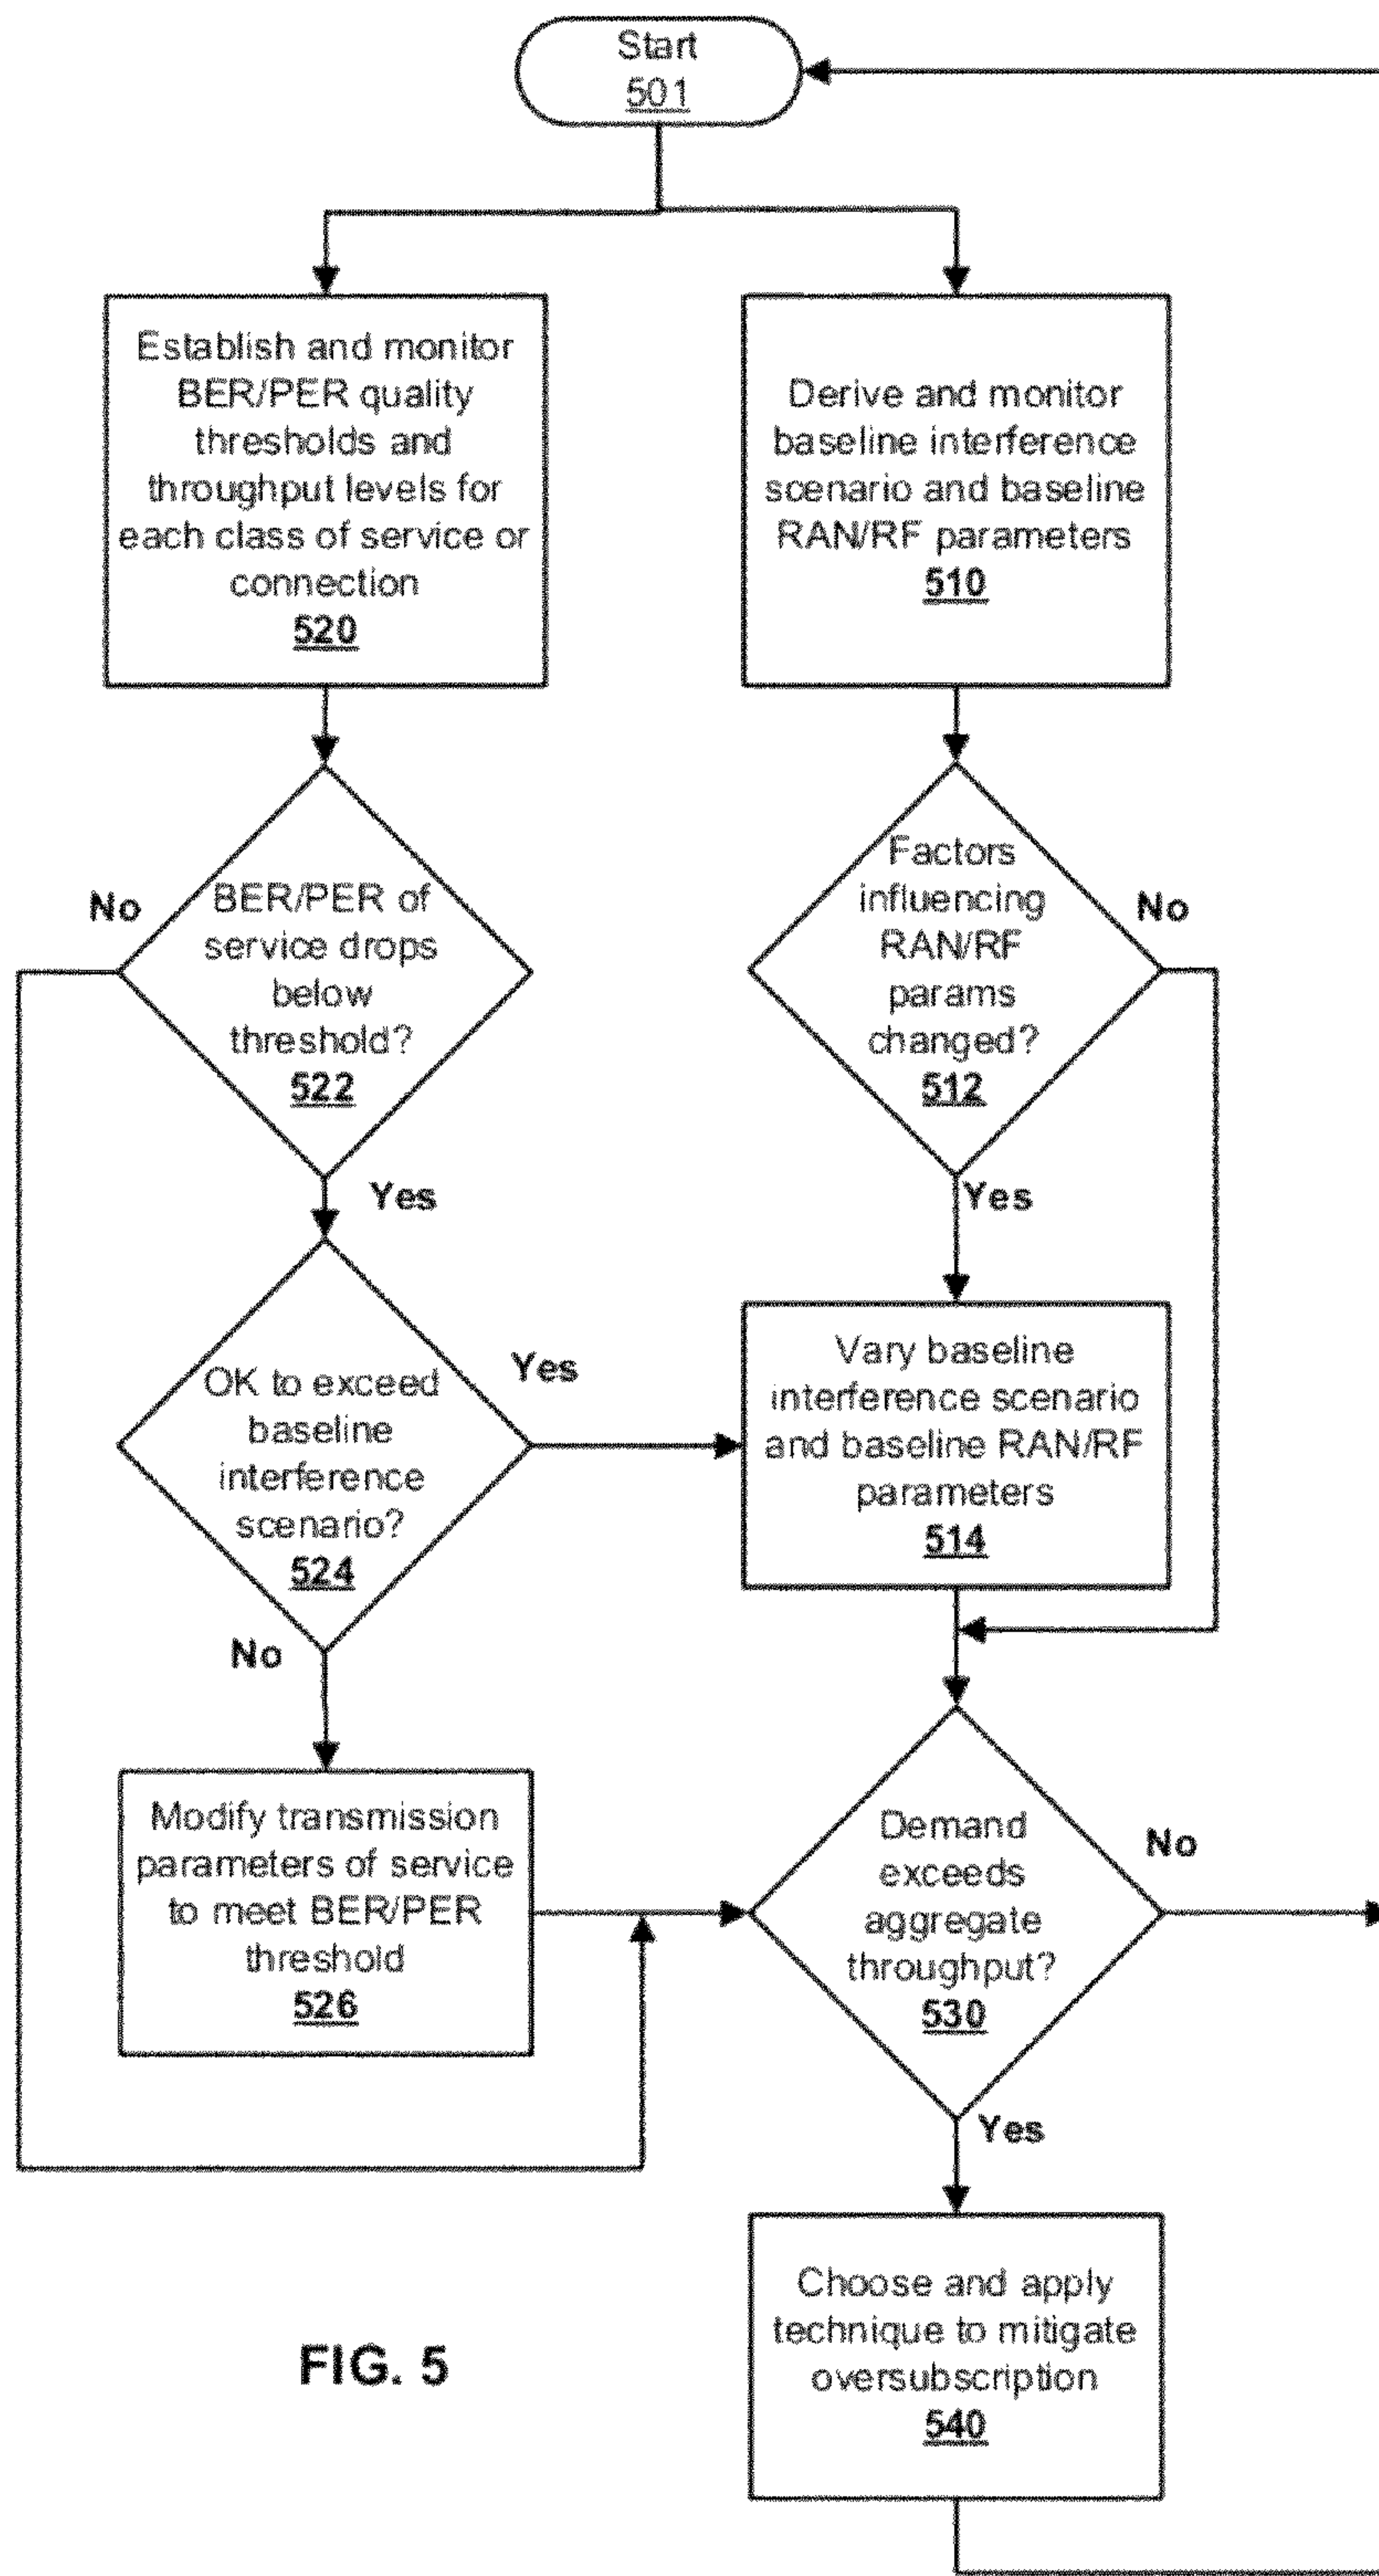 Start
501
Establish and monitor
BER/PER quality
thresholds and
throughput levels for
each class of service or
connection
520
Derive and monitor
baseline interference
scenario and baseline
RAN/RF parameters
510
No
BER/PER of
service drops
below
threshold?
522
Yes
Factors
influencing
RAN/RF
params
changed?
512
No
Yes
OK to exceed
baseline
interference
scenario?
524
Yes
No
Vary baseline
interference scenario
and baseline RAN/RF
parameters
514
Modify transmission
parameters of service
to meet BER/PER
threshold
526
Demand
exceeds
aggregate
throughput?
530
No
Yes
Choose and apply
technique to mitigate
oversubscription
540
FIG. 5